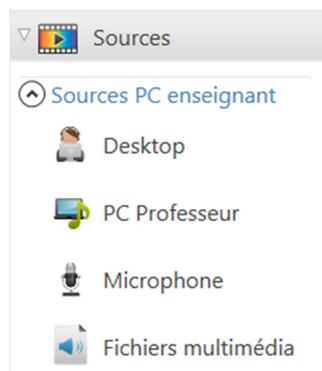 Sources
Sources PC enseignant
Desktop
PC Professeur
Microphone
Fichiers multimédia